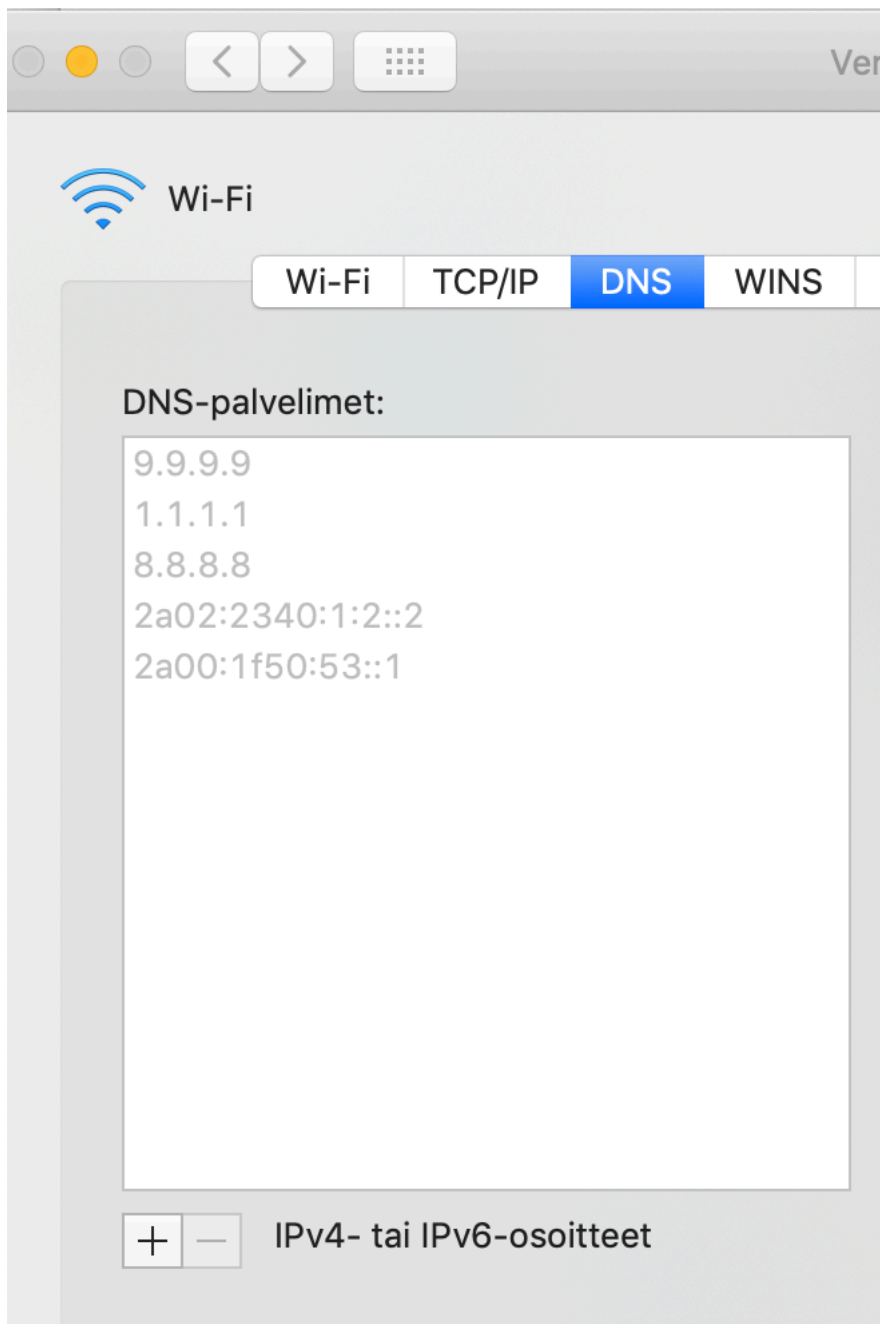 Ver
Wi-Fi
Wi-Fi TCP/IP DNS WINS
DNS-palvelimet:
9.9.9.9
1.1.1.1
8.8.8.8
2a02:2340:1:2::2
2a00:1f50:53::1
IPv4- tai IPv6-osoitteet